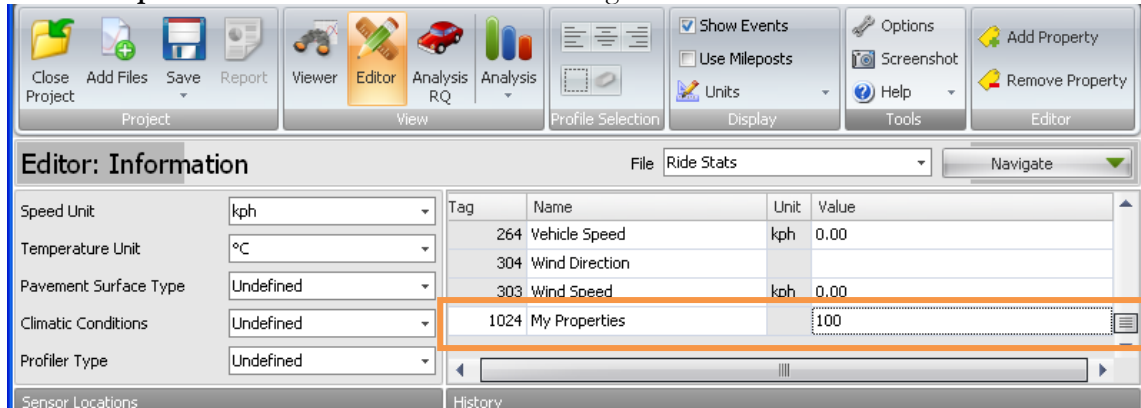 Show Events Options
Close Project Add Files Save Report Viewer Editor Analysis RQ Analysis Use Mileposts Screenshot Add Property
Units Help Remove Property
Project View Profile Selection Display Tools Editor
Editor: Information File Ride Stats Navigate
Speed Unit kph Tag Name Unit Value
264 Vehicle Speed kph 0.00
Temperature Unit °C
304 Wind Direction
Pavement Surface Type Undefined 303 Wind Speed kph 0.00
Climatic Conditions Undefined 1024 My Properties 100
Profiler Type Undefined
Sensor Locations History